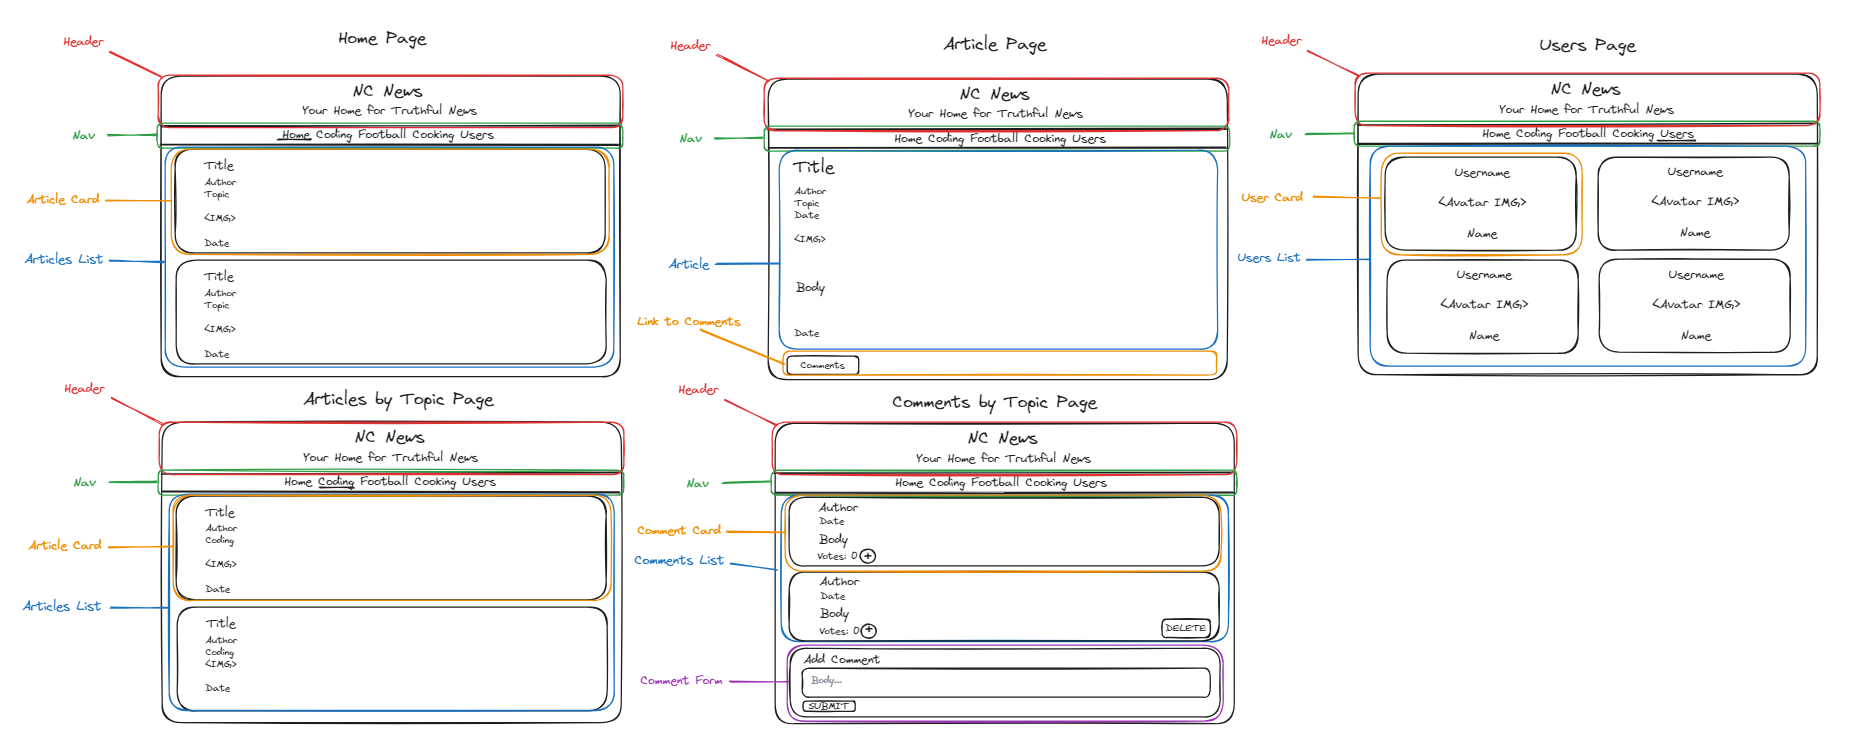 Home Page
Header
NC News
Your Home for Truthful News
Nav
Home Coding Football Cooking Users
Article Card
Title
Author
Topic
<IMG>
Date
Articles List
Title
Author
Topic
<IMG>
Date
Article Page
Header
NC News
Your Home for Truthful News
Nav
Home Coding Football Cooking Users
Title
Author
Topic
Date
<IMG>
Article
Body
Link to Comments
Date
Comments
Users Page
Header
NC News
Your Home for Truthful News
Nav
Home Coding Football Cooking Users
User Card
Username
<Avatar IMG>
Name
Username
<Avatar IMG>
Name
Users List
Username
<Avatar IMG>
Name
Username
<Avatar IMG>
Name
Articles by Topic Page
Header
NC News
Your Home for Truthful News
Nav
Home Coding Football Cooking Users
Article Card
Title
Author
Coding
<IMG>
Date
Articles List
Title
Author
Coding
<IMG>
Date
Comments by Topic Page
Header
NC News
Your Home for Truthful News
Nav
Home Coding Football Cooking Users
Comment Card
Author
Date
Body
Votes: 0 +
Comments List
Author
Date
Body
Votes: 0 +
DELETE
Comment Form
Add Comment
Body...
SUBMIT